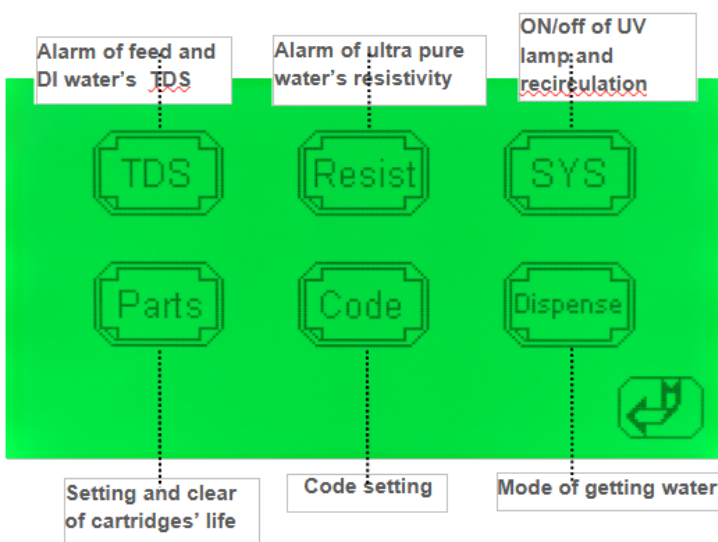 Alarm of feed and
DI water's TDS
Alarm of ultra pure
water's resistivity
ON/off of UV
lamp and
recirculation
TDS
Resist
SYS
Parts
Code
Dispense
Setting and clear
of cartridges' life
Code setting
Mode of getting water